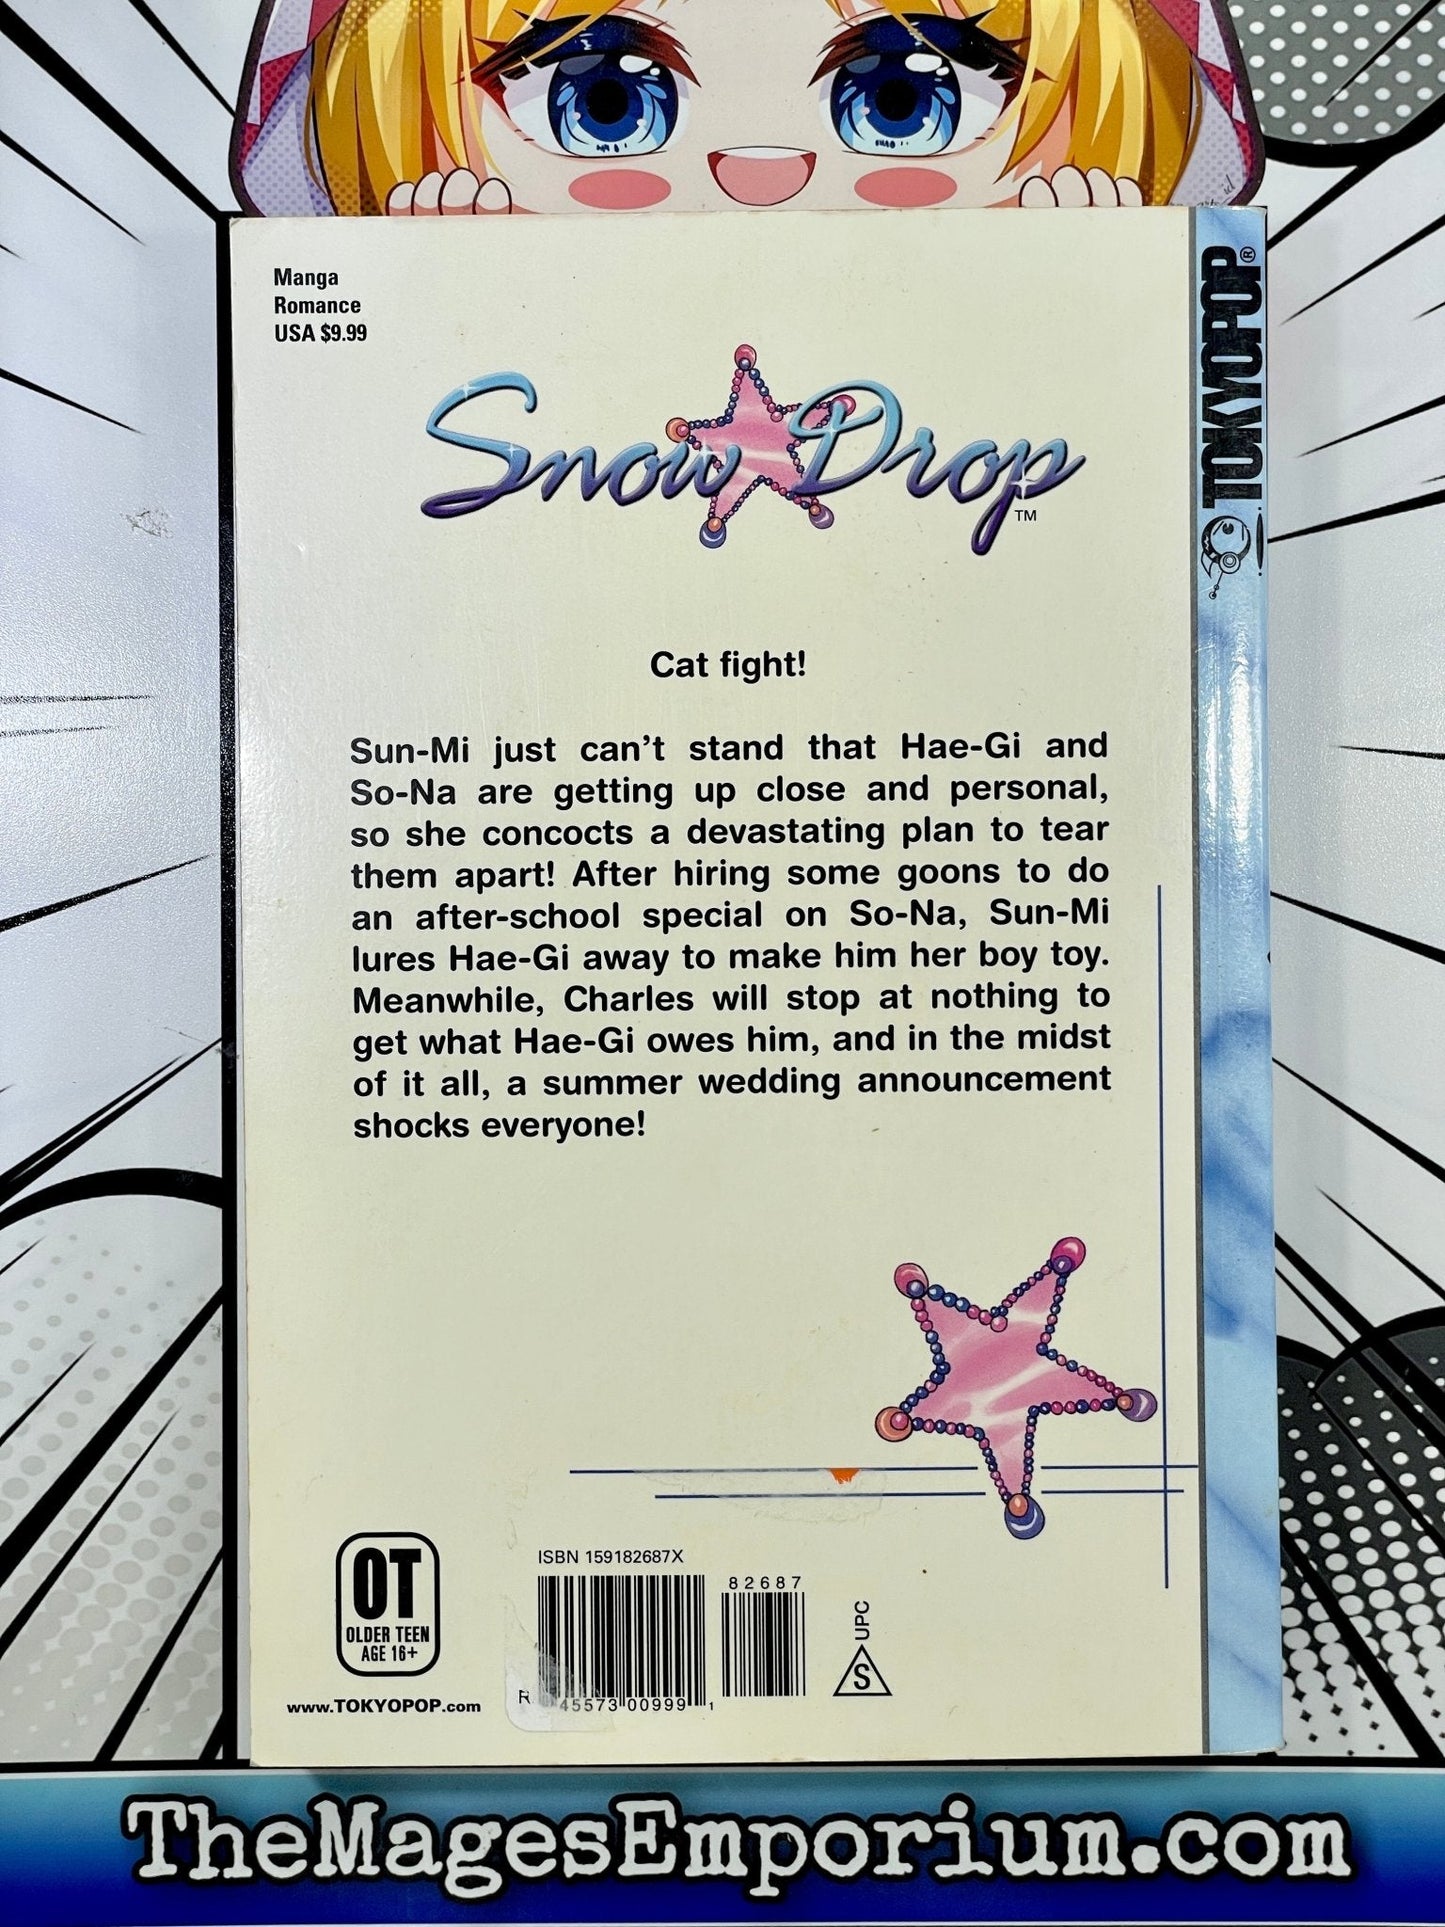 Manga
Romance
USA $9.99
TOKYOPOP®
Snow Drop
TM
Cat fight!
Sun-Mi just can't stand that Hae-Gi and
So-Na are getting up close and personal,
so she concocts a devastating plan to tear
them apart! After hiring some goons to do
an after-school special on So-Na, Sun-Mi
lures Hae-Gi away to make him her boy toy.
Meanwhile, Charles will stop at nothing to
get what Hae-Gi owes him, and in the midst
of it all, a summer wedding announcement
shocks everyone!
OT
OLDER TEEN
AGE 16+
www.TOKYOPOP.com
ISBN 159182687X
82687
45573 00999 1
UPC
S
TheMagesEmporium.com